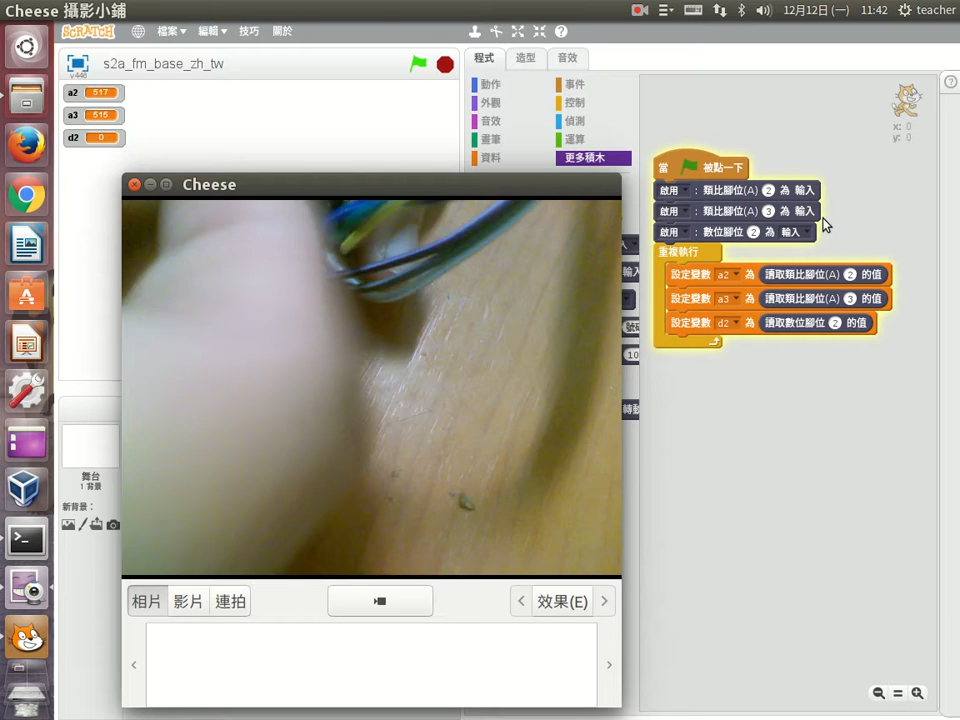 Cheese 攝影小鋪
12月12日 (一) 11:42 teacher
SCRATCH 檔案 編輯 技巧 關於
v446 s2a_fm_base_zh_tw
a2 517
a3 515
d2 0
程式 造型 音效
動作 事件
外觀 控制
音效 偵測
畫筆 運算
資料 更多積木
x: 0
y: 0
當 被點一下
啟用 : 類比腳位(A) 2 為 輸入
啟用 : 類比腳位(A) 3 為 輸入
啟用 : 數位腳位 2 為 輸入
重複執行
設定變數 a2 為 讀取類比腳位(A) 2 的值
設定變數 a3 為 讀取類比腳位(A) 3 的值
設定變數 d2 為 讀取數位腳位 2 的值
Cheese
相片 影片 連拍 效果(E)
舞台
1 背景
新背景：
輸入
10
轉動